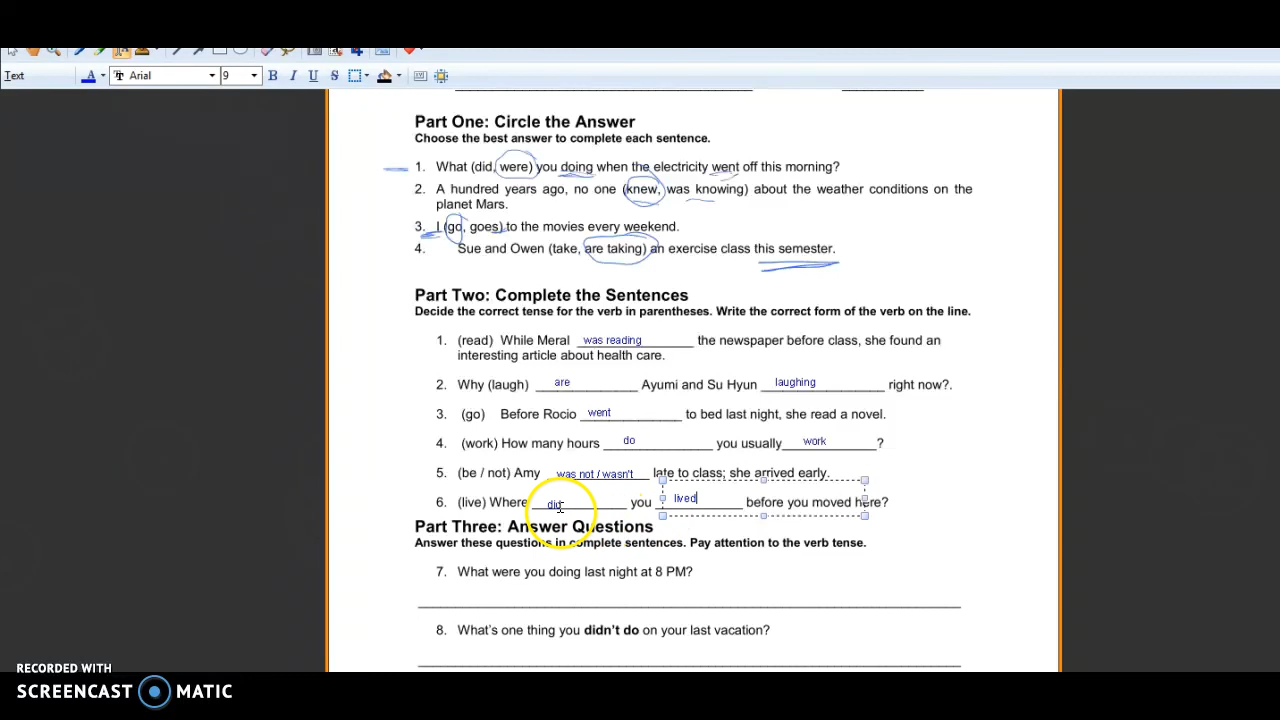 Text A T Arial 9 B I U S
Part One: Circle the Answer
Choose the best answer to complete each sentence.
1. What (did, were) you doing when the electricity went off this morning?
2. A hundred years ago, no one (knew, was knowing) about the weather conditions on the
planet Mars.
3. I (go, goes) to the movies every weekend.
4. Sue and Owen (take, are taking) an exercise class this semester.
Part Two: Complete the Sentences
Decide the correct tense for the verb in parentheses. Write the correct form of the verb on the line.
1. (read) While Meral was reading the newspaper before class, she found an
interesting article about health care.
2. Why (laugh) are Ayumi and Su Hyun laughing right now?.
3. (go) Before Rocio went to bed last night, she read a novel.
4. (work) How many hours do you usually work ?
5. (be / not) Amy was not / wasn't late to class; she arrived early.
6. (live) Where did you lived before you moved here?
Part Three: Answer Questions
Answer these questions in complete sentences. Pay attention to the verb tense.
7. What were you doing last night at 8 PM?
8. What's one thing you didn't do on your last vacation?
RECORDED WITH
SCREENCAST MATIC